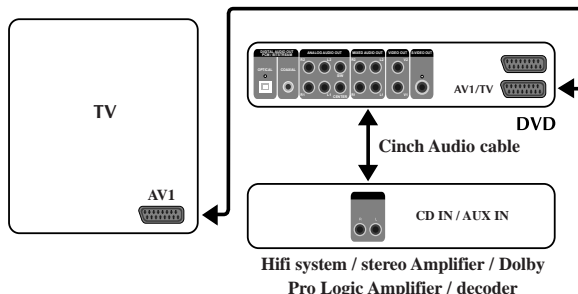 TV
AV1
DIGITAL AUDIO OUT
ANALOG AUDIO OUT
MIXED AUDIO OUT
VIDEO OUT
S-VIDEO OUT
OPTICAL
COAXIAL
CENTER
AV1/TV
DVD
Cinch Audio cable
R L
CD IN / AUX IN
Hifi system / stereo Amplifier / Dolby
Pro Logic Amplifier / decoder